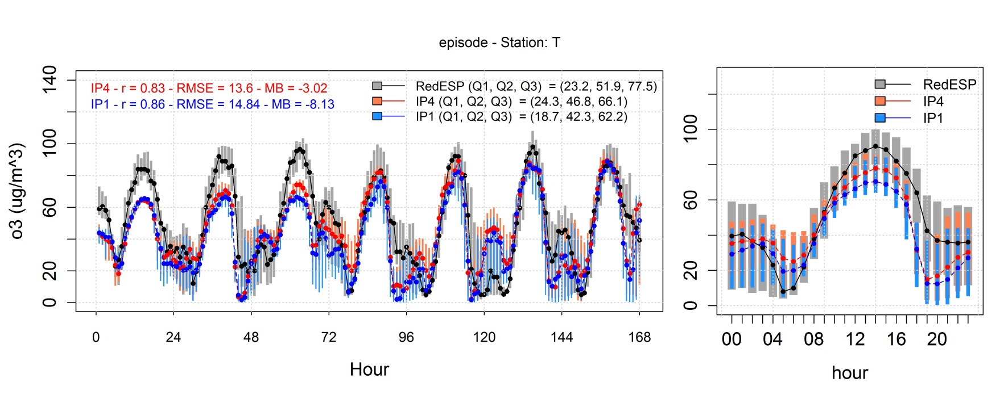 episode - Station: T
o3 (ug/m^3)
0 20 60 100 140
IP4 - r = 0.83 - RMSE = 13.6 - MB = -3.02
IP1 - r = 0.86 - RMSE = 14.84 - MB = -8.13
RedESP (Q1, Q2, Q3) = (23.2, 51.9, 77.5)
IP4 (Q1, Q2, Q3) = (24.3, 46.8, 66.1)
IP1 (Q1, Q2, Q3) = (18.7, 42.3, 62.2)
0 24 48 72 96 120 144 168
Hour
0 20 60 100
RedESP
IP4
IP1
00 04 08 12 16 20
hour